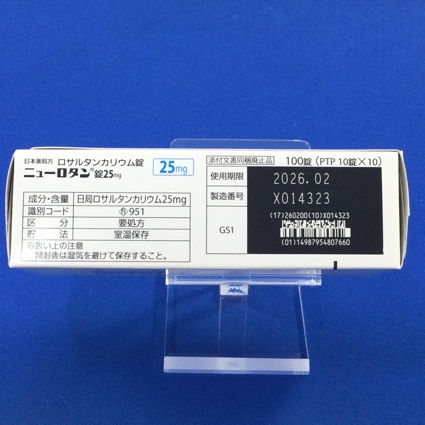 日本薬局方 ロサルタンカリウム錠
ニューロタン®錠25mg
25mg
成分・含量 日局ロサルタンカリウム25mg
識別コード ㊝951
区分 要処方
貯法 室温保存
取扱い上の注意
開封後は湿気を避けて保存すること。
添付文書同梱廃止品
100錠（PTP 10錠×10）
使用期限 2026.02
製造番号 X014323
GS1
(17)260200(10)X014323
(01)14987954807660